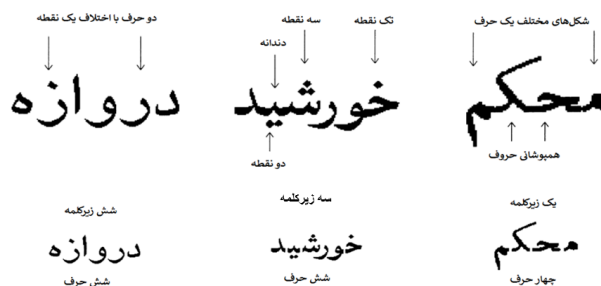 شکل‌های مختلف یک حرف
محکم
همپوشانی حروف
تک نقطه
سه نقطه
دندانه
خورشید
دو نقطه
دو حرف با اختلاف یک نقطه
دروازه
یک زیرکلمه
محکم
چهار حرف
سه زیرکلمه
خورشید
شش حرف
شش زیرکلمه
دروازه
شش حرف